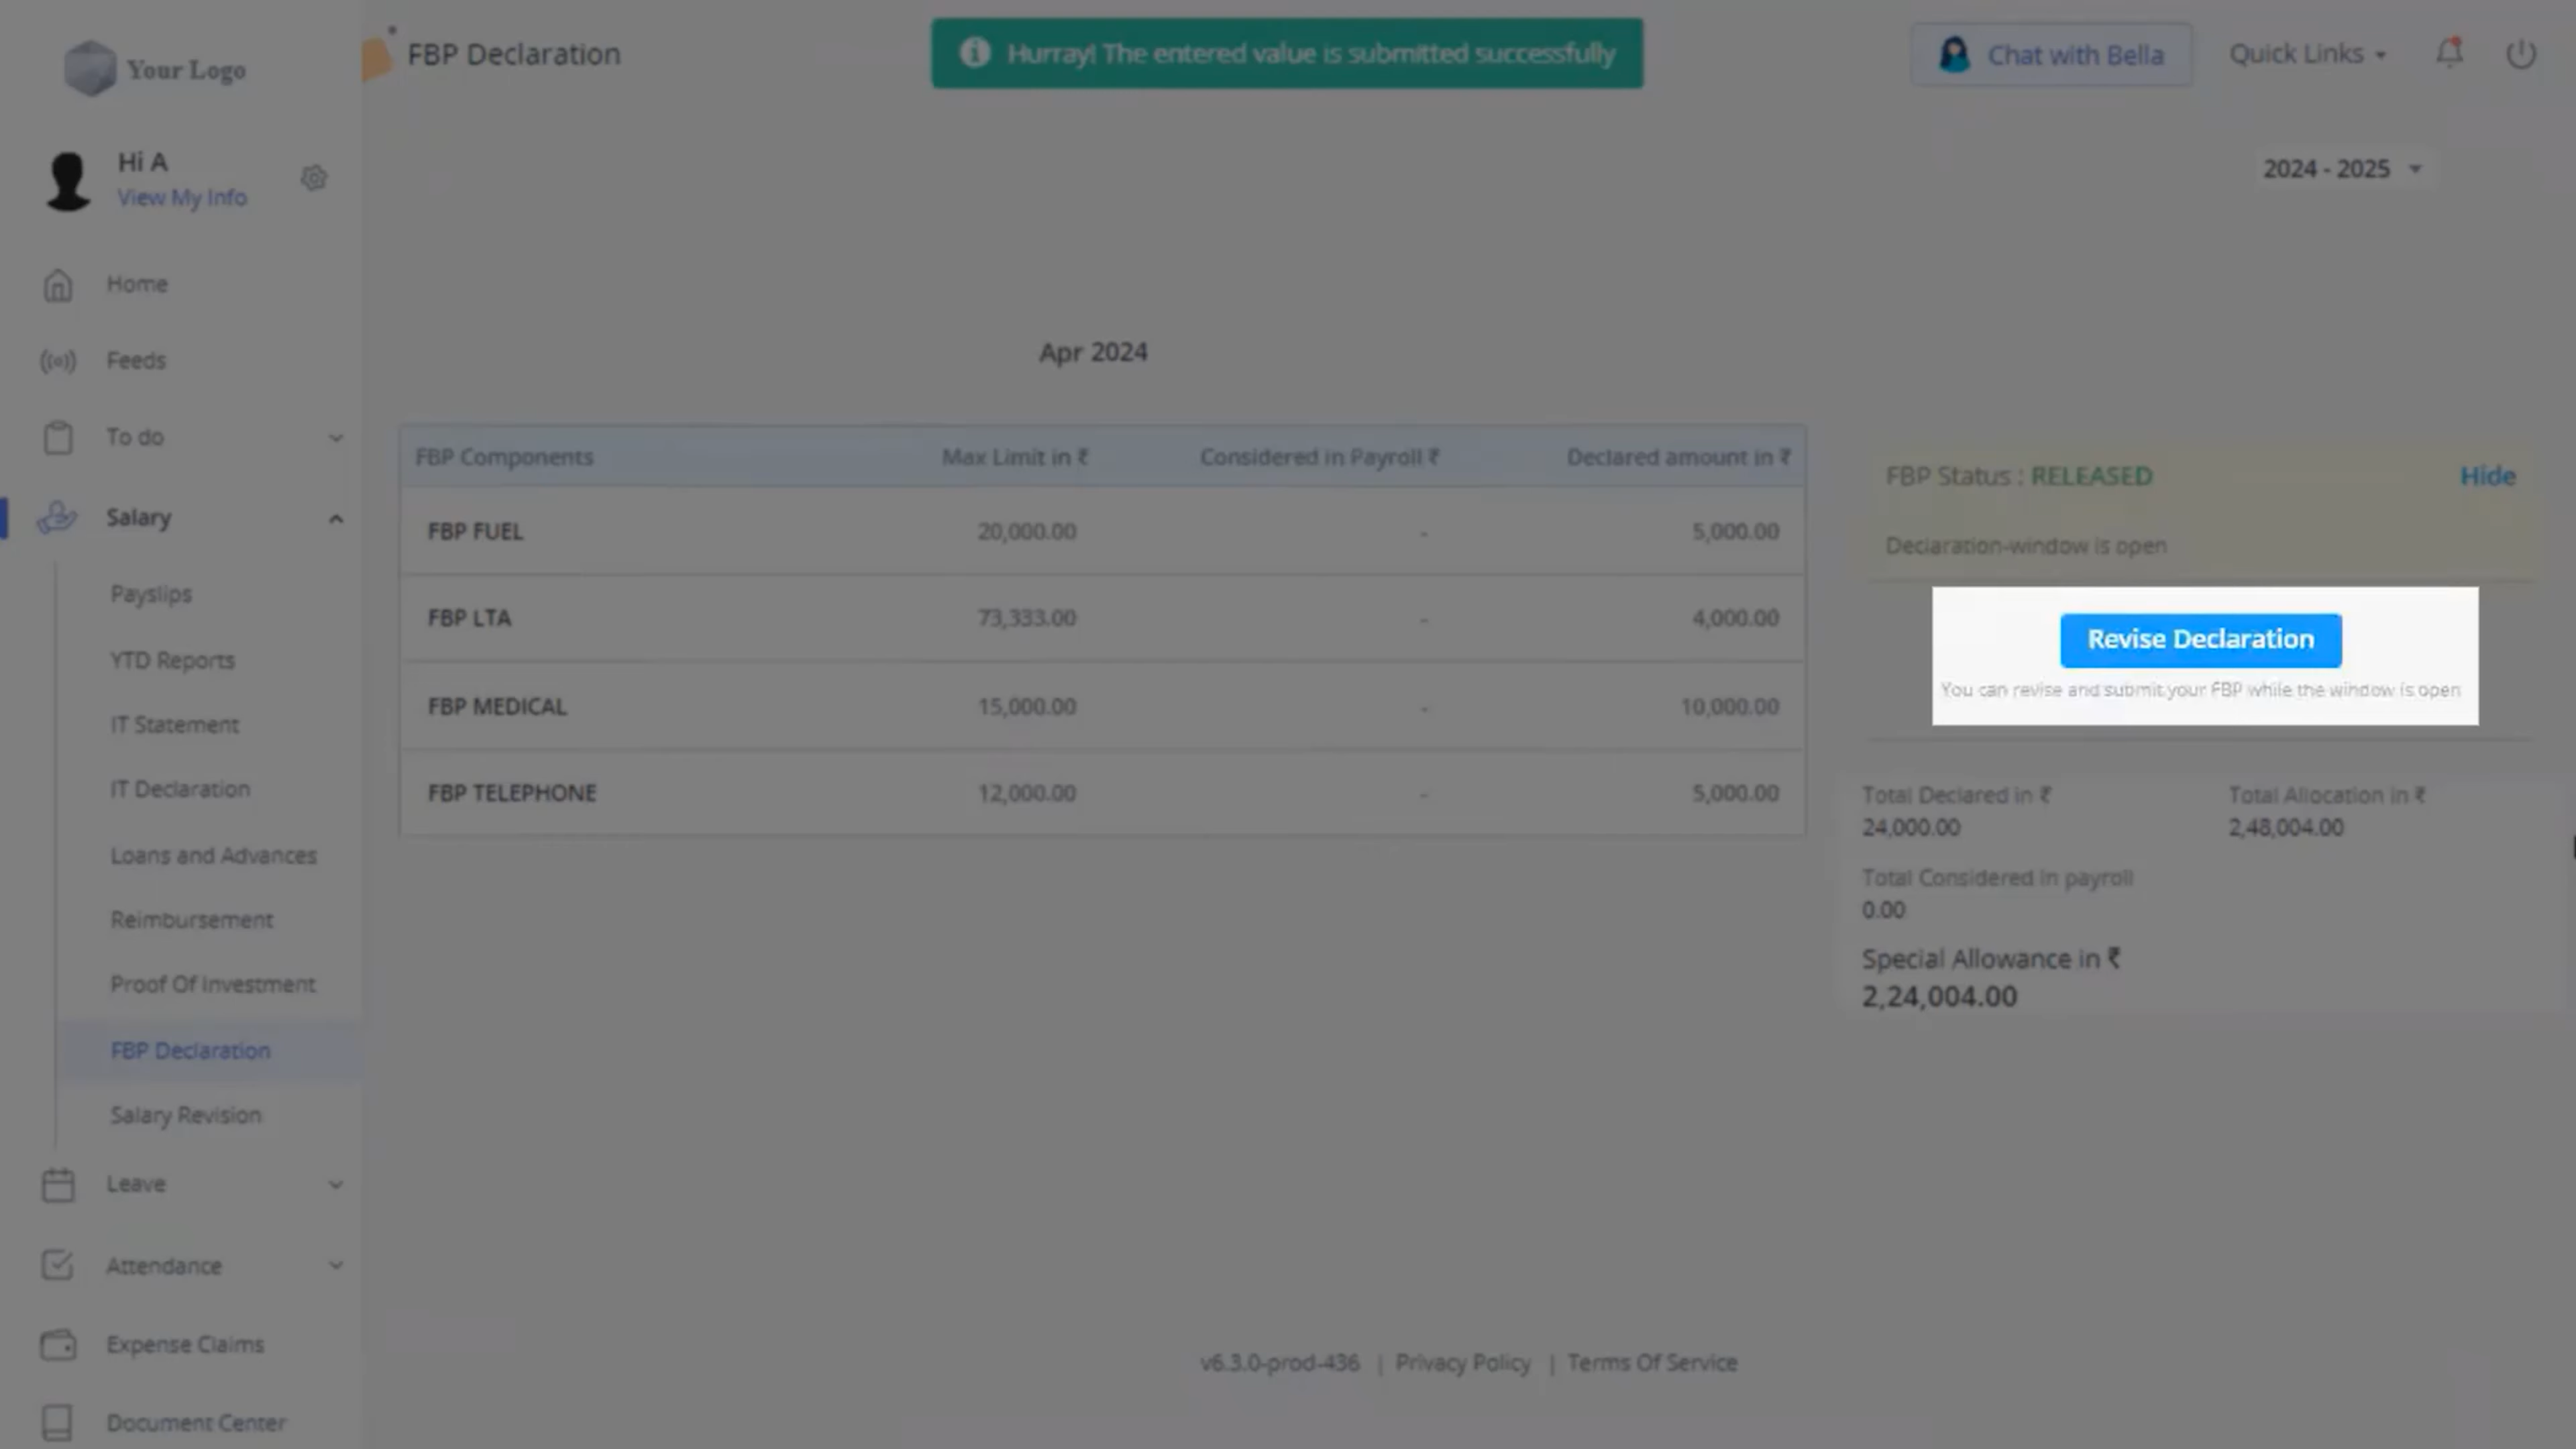 Your Logo
FBP Declaration
Hurray! The entered value is submitted successfully
Chat with Bella
Quick Links
Hi A
View My Info
2024 - 2025
Home
Feeds
To do
Salary
Payslips
YTD Reports
IT Statement
IT Declaration
Loans and Advances
Reimbursement
Proof Of Investment
FBP Declaration
Salary Revision
Leave
Attendance
Expense Claims
Document Center
Apr 2024
FBP Components Max Limit in ₹ Considered in Payroll ₹ Declared amount in ₹
FBP FUEL 20,000.00 - 5,000.00
FBP LTA 73,333.00 - 4,000.00
FBP MEDICAL 15,000.00 - 10,000.00
FBP TELEPHONE 12,000.00 - 5,000.00
FBP Status : RELEASED Hide
Declaration-window is open
Revise Declaration
You can revise and submit your FBP while the window is open
Total Declared in ₹ Total Allocation in ₹
24,000.00 2,48,004.00
Total Considered in payroll
0.00
Special Allowance in ₹
2,24,004.00
v6.3.0-prod-436 | Privacy Policy | Terms Of Service